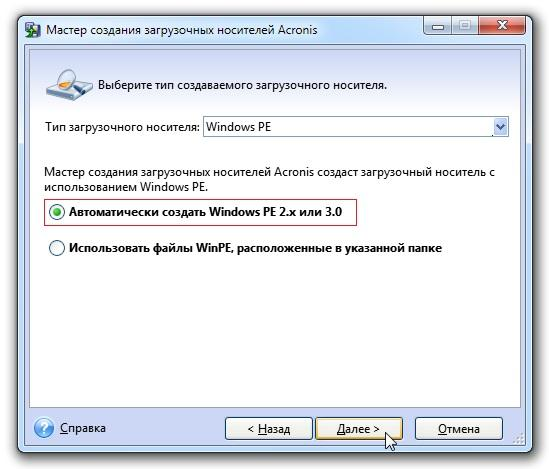 Мастер создания загрузочных носителей Acronis
Выберите тип создаваемого загрузочного носителя.
Тип загрузочного носителя: Windows PE
Мастер создания загрузочных носителей Acronis создаст загрузочный носитель с
использованием Windows PE.
Автоматически создать Windows PE 2.x или 3.0
Использовать файлы WinPE, расположенные в указанной папке
? Справка < Назад Далее > Отмена